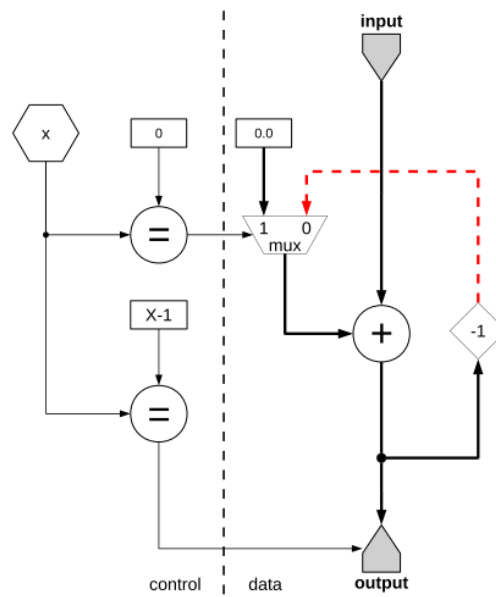 input
x
0
0.0
=
1 0
mux
X-1
+
-1
=
control
data
output